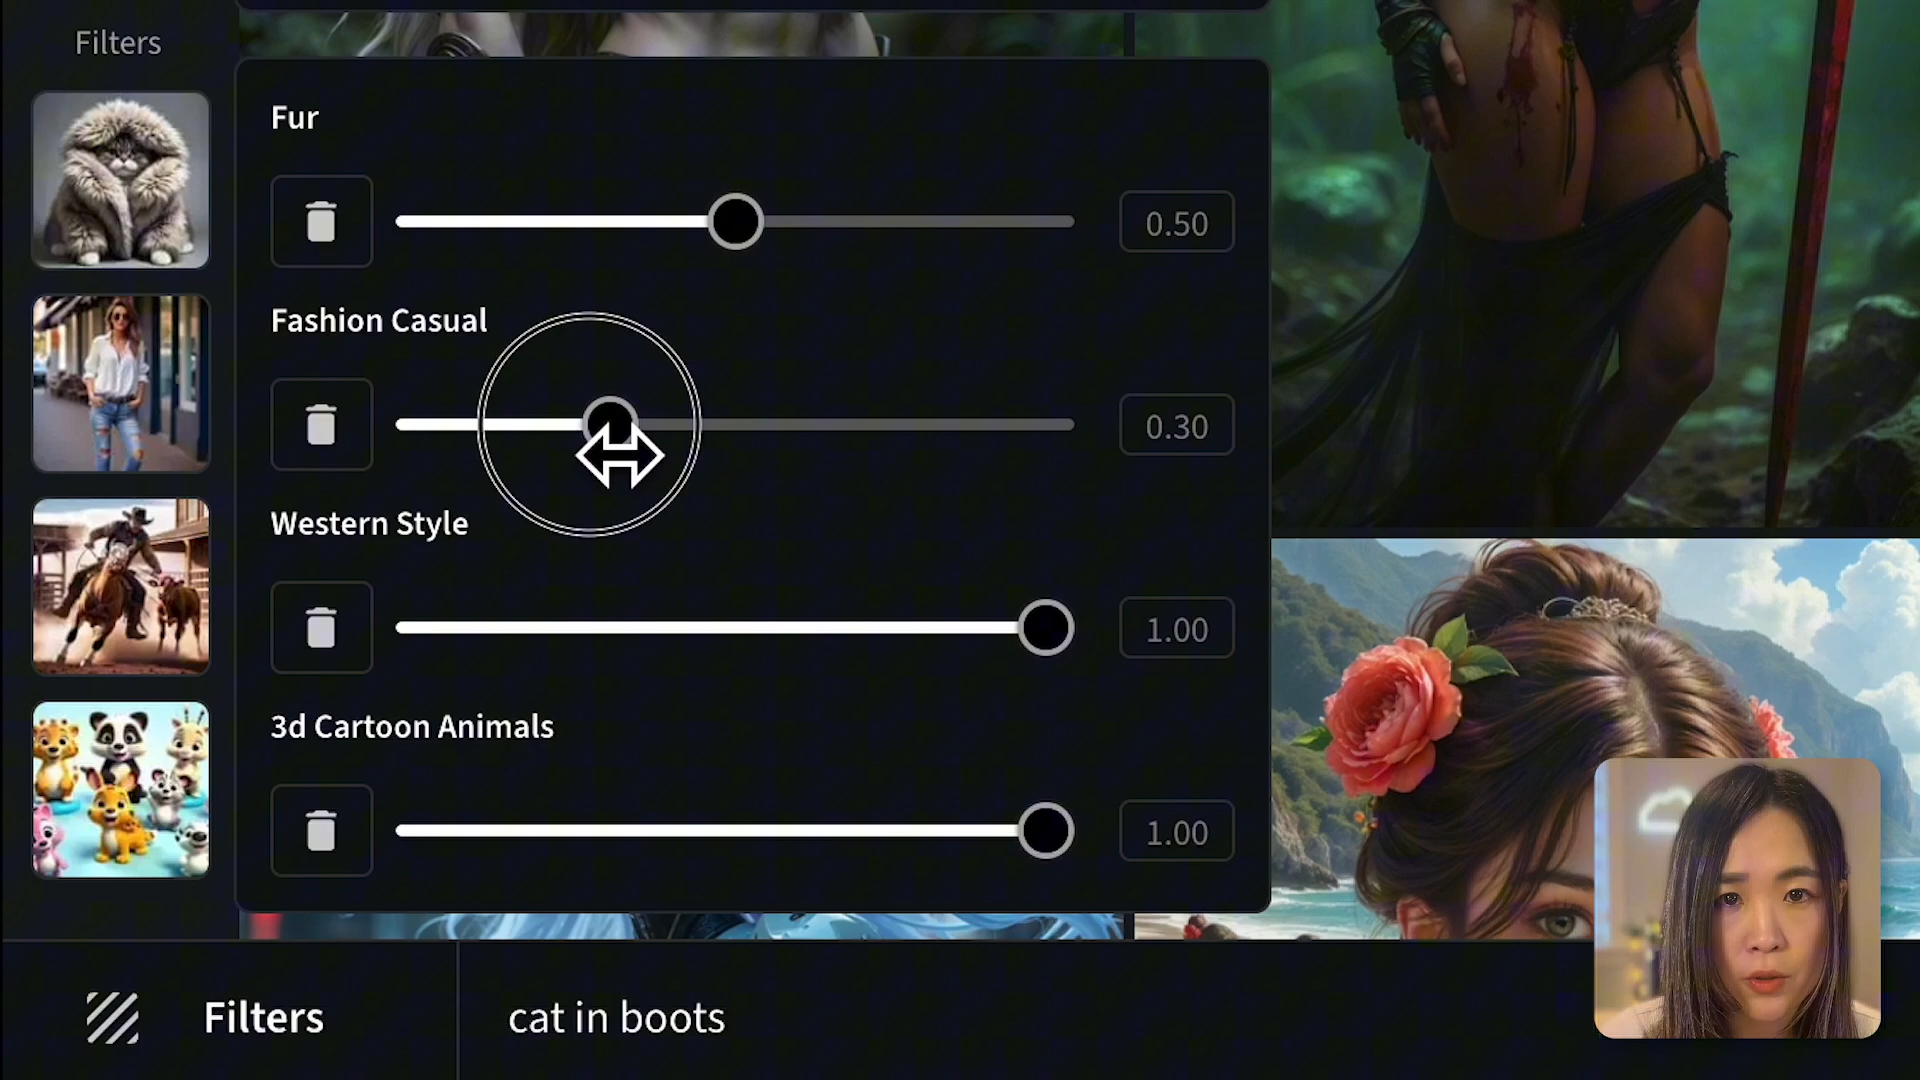 Filters
Fur
0.50
Fashion Casual
0.30
Western Style
1.00
3d Cartoon Animals
1.00
Filters
cat in boots